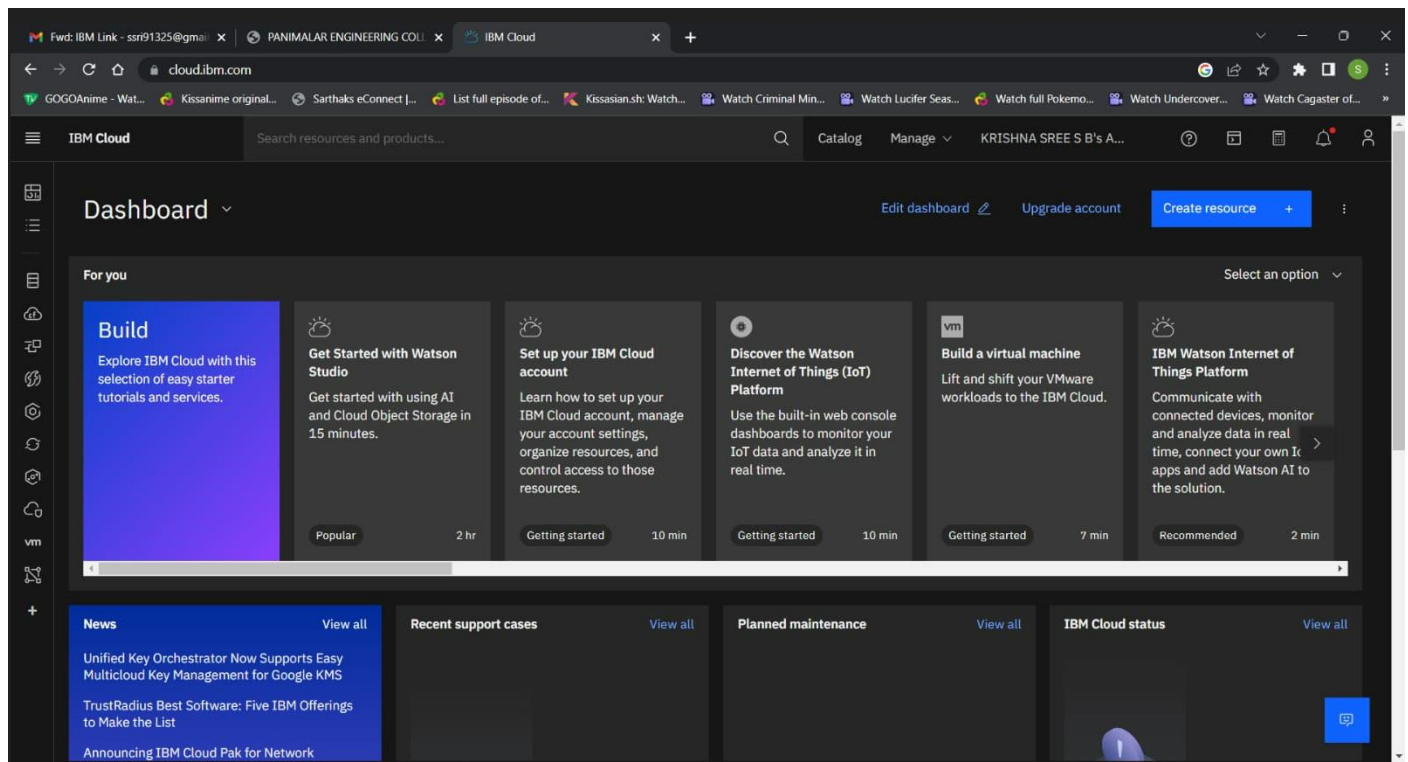 Fwd: IBM Link - ssri91325@gmai
PANIMALAR ENGINEERING COLL
IBM Cloud
cloud.ibm.com
GOGOAnime - Wat...
Kissanime original...
Sarthaks eConnect |...
List full episode of...
Kissasian.sh: Watch...
Watch Criminal Min...
Watch Lucifer Seas...
Watch full Pokemo...
Watch Undercover...
Watch Cagaster of...
IBM Cloud
Search resources and products...
Catalog
Manage
KRISHNA SREE S B's A...
Dashboard
Edit dashboard
Upgrade account
Create resource +
For you
Select an option
Build
Explore IBM Cloud with this
selection of easy starter
tutorials and services.
Get Started with Watson
Studio
Get started with using AI
and Cloud Object Storage in
15 minutes.
Popular
2 hr
Set up your IBM Cloud
account
Learn how to set up your
IBM Cloud account, manage
your account settings,
organize resources, and
control access to those
resources.
Getting started
10 min
Discover the Watson
Internet of Things (IoT)
Platform
Use the built-in web console
dashboards to monitor your
IoT data and analyze it in
real time.
Getting started
10 min
vm
Build a virtual machine
Lift and shift your VMware
workloads to the IBM Cloud.
Getting started
7 min
IBM Watson Internet of
Things Platform
Communicate with
connected devices, monitor
and analyze data in real
time, connect your own Io
apps and add Watson AI to
the solution.
Recommended
2 min
vm
News
View all
Unified Key Orchestrator Now Supports Easy
Multicloud Key Management for Google KMS
TrustRadius Best Software: Five IBM Offerings
to Make the List
Announcing IBM Cloud Pak for Network
Recent support cases
View all
Planned maintenance
View all
IBM Cloud status
View all